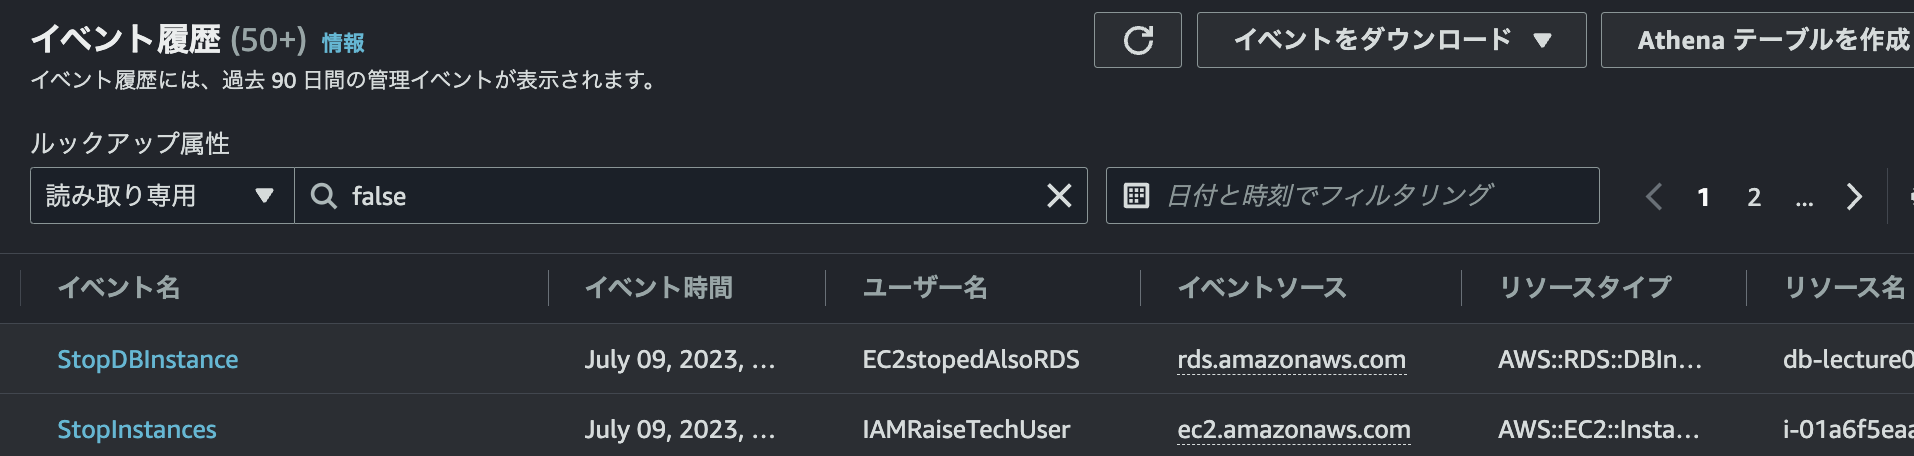 イベント履歴 (50+) 情報
イベントをダウンロード ▼
Athena テーブルを作成
イベント履歴には、過去 90 日間の管理イベントが表示されます。
ルックアップ属性
読み取り専用 ▼ false
日付と時刻でフィルタリング
1 2 ...
イベント名 イベント時間 ユーザー名 イベントソース リソースタイプ リソース名
StopDBInstance July 09, 2023, ... EC2stopedAlsoRDS rds.amazonaws.com AWS::RDS::DBIn... db-lecture0
StopInstances July 09, 2023, ... IAMRaiseTechUser ec2.amazonaws.com AWS::EC2::Insta... i-01a6f5eaa